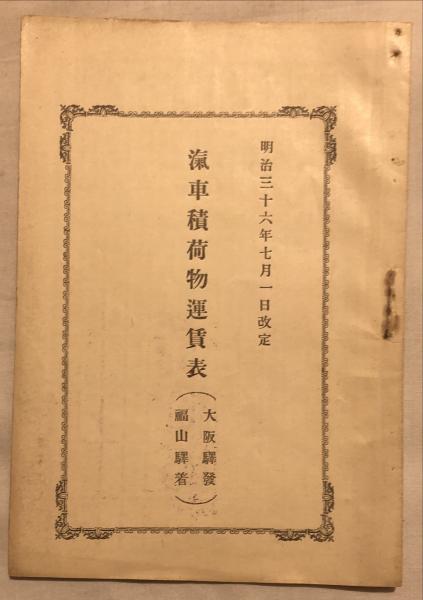 明治三十六年七月一日改定
滊車積荷物運賃表
（大阪驛發
福山驛着）